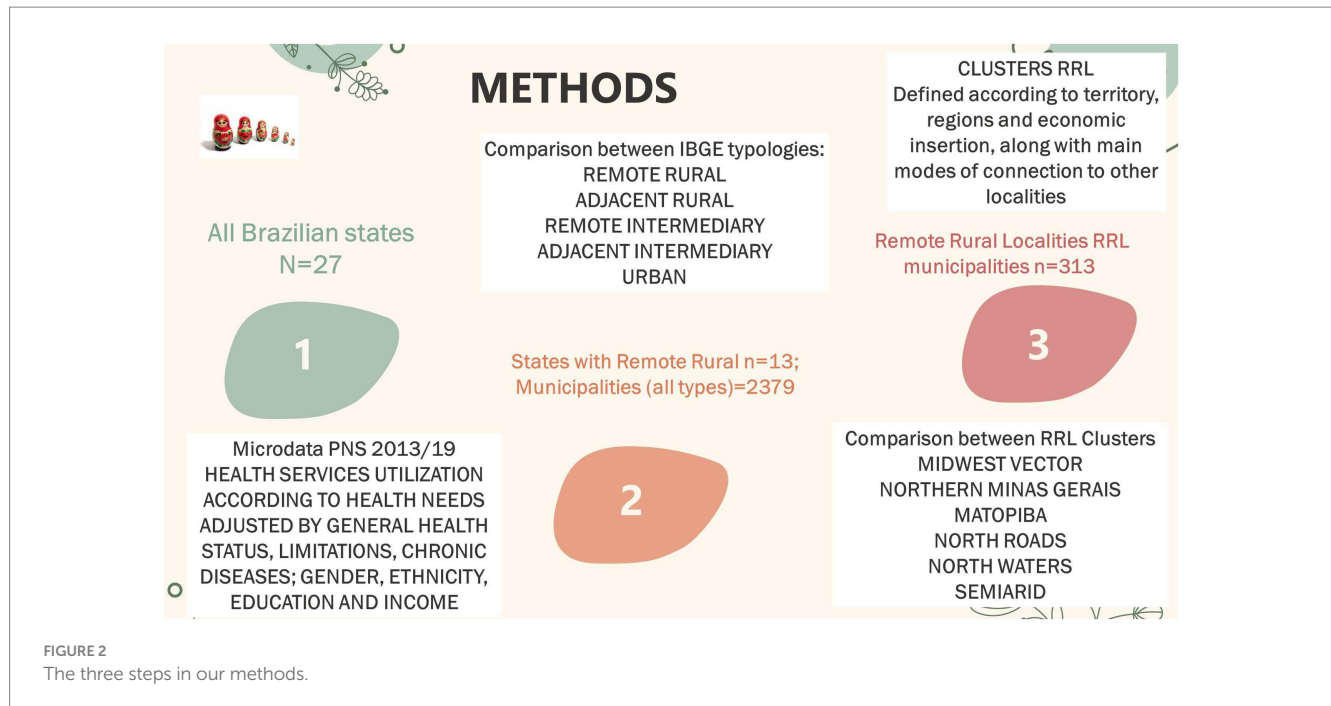 METHODS
All Brazilian states
N=27
1
Microdata PNS 2013/19
HEALTH SERVICES UTILIZATION
ACCORDING TO HEALTH NEEDS
ADJUSTED BY GENERAL HEALTH
STATUS, LIMITATIONS, CHRONIC
DISEASES; GENDER, ETHNICITY,
EDUCATION AND INCOME
Comparison between IBGE typologies:
REMOTE RURAL
ADJACENT RURAL
REMOTE INTERMEDIARY
ADJACENT INTERMEDIARY
URBAN
States with Remote Rural n=13;
Municipalities (all types)=2379
2
CLUSTERS RRL
Defined according to territory,
regions and economic
insertion, along with main
modes of connection to other
localities
Remote Rural Localities RRL
municipalities n=313
3
Comparison between RRL Clusters
MIDWEST VECTOR
NORTHERN MINAS GERAIS
MATOPIBA
NORTH ROADS
NORTH WATERS
SEMIARID
FIGURE 2
The three steps in our methods.